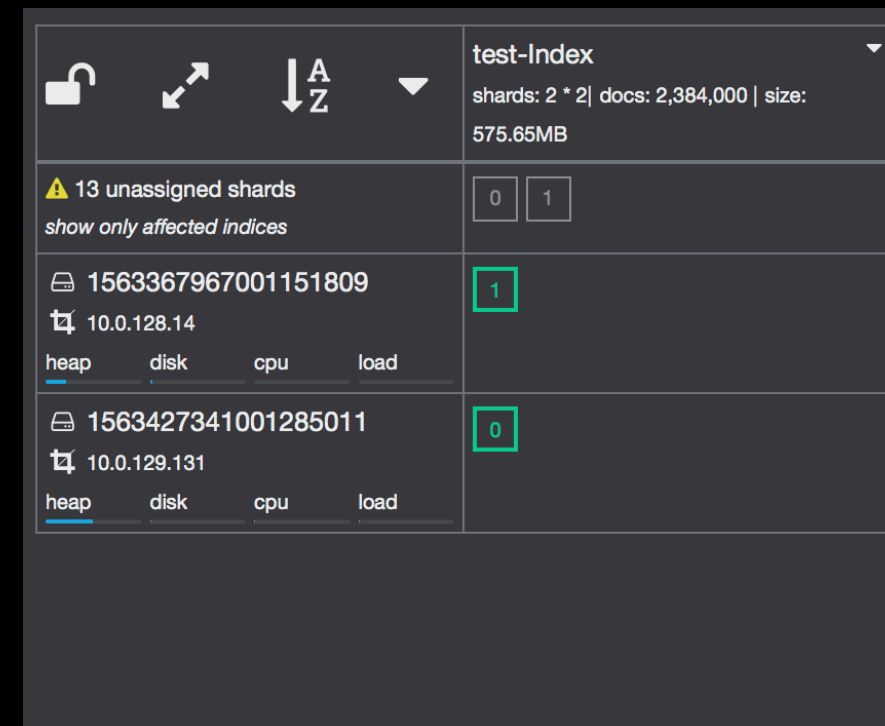 A
Z
test-Index
shards: 2 * 2| docs: 2,384,000 | size:
575.65MB
13 unassigned shards
show only affected indices
0 1
1563367967001151809
10.0.128.14
heap disk cpu load
1
1563427341001285011
10.0.129.131
heap disk cpu load
0